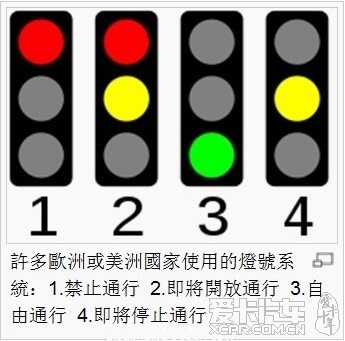 1 2 3 4
許多歐洲或美洲國家使用的燈號系
統：1.禁止通行 2.即將開放通行 3.自
由通行 4.即將停止通行
爱卡汽车
XCAR.COM.CN